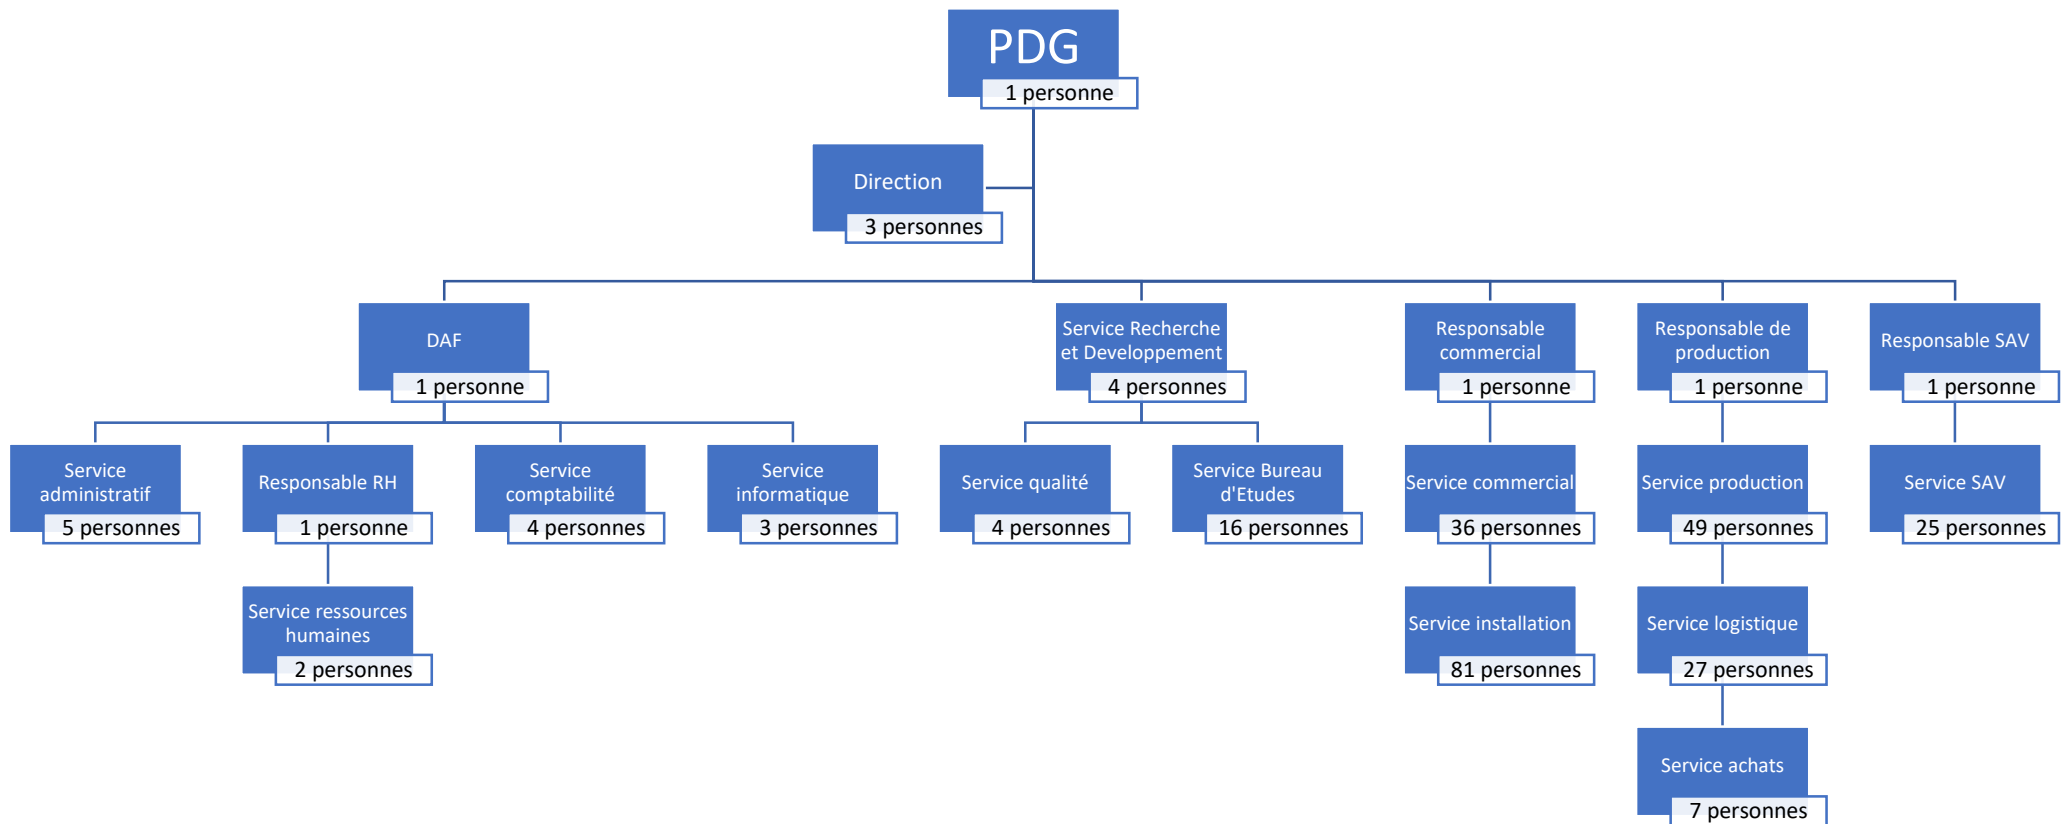 PDG
1 personne
Direction
3 personnes
DAF
1 personne
Service Recherche
et Developpement
4 personnes
Responsable
commercial
1 personne
Responsable de
production
1 personne
Responsable SAV
1 personne
Service
administratif
5 personnes
Responsable RH
1 personne
Service
comptabilité
4 personnes
Service
informatique
3 personnes
Service qualité
4 personnes
Service Bureau
d'Etudes
16 personnes
Service commercial
36 personnes
Service production
49 personnes
Service SAV
25 personnes
Service ressources
humaines
2 personnes
Service installation
81 personnes
Service logistique
27 personnes
Service achats
7 personnes